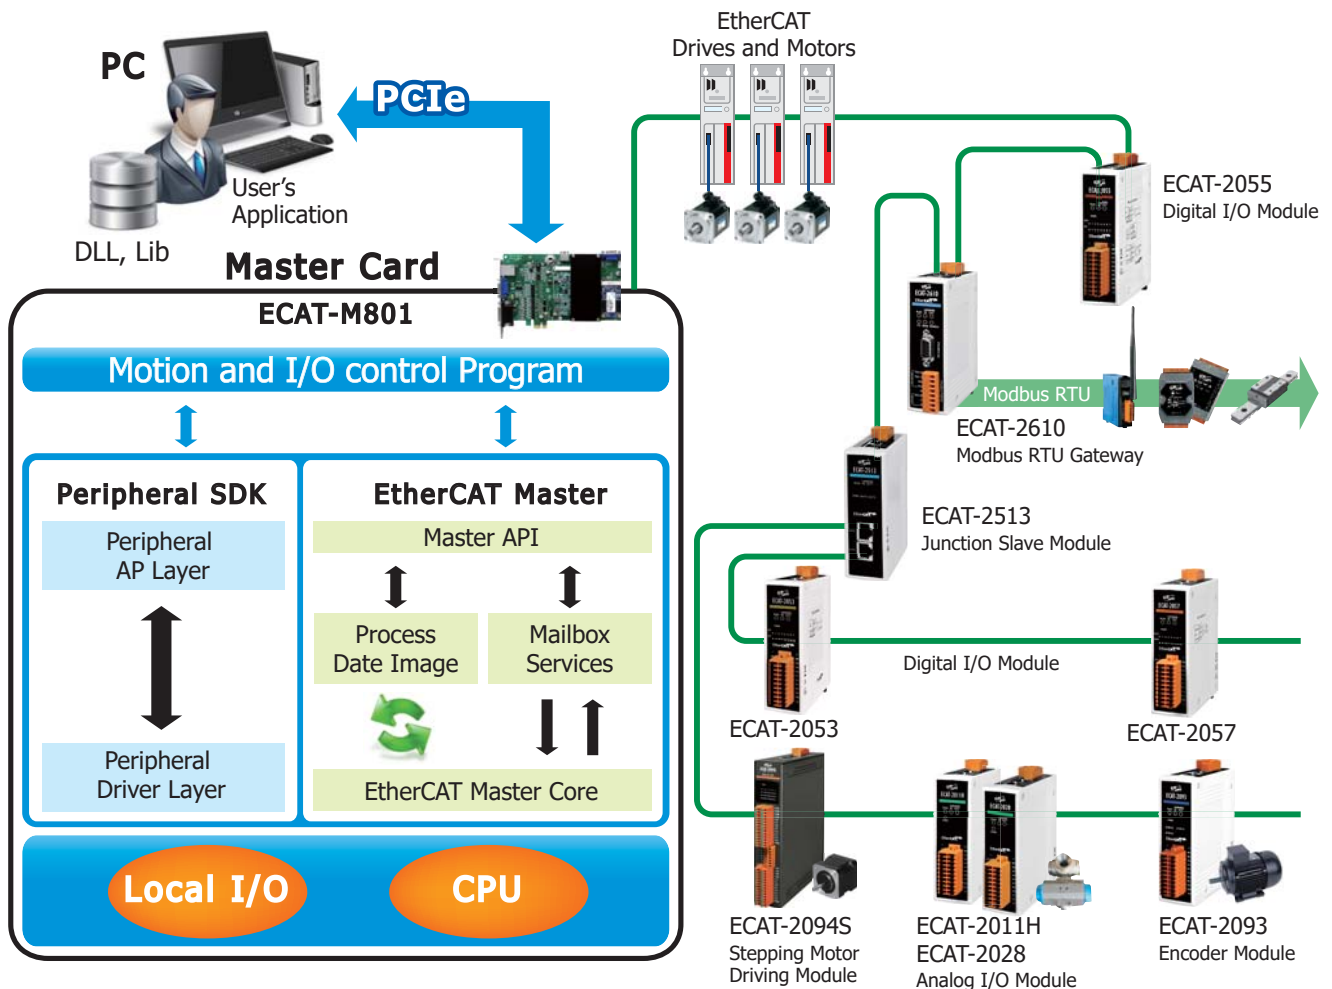 PC
PCIe
User's
Application
DLL, Lib
Master Card
ECAT-M801
Motion and I/O control Program
Peripheral SDK
Peripheral
AP Layer
Peripheral
Driver Layer
EtherCAT Master
Master API
Process
Date Image
Mailbox
Services
EtherCAT Master Core
Local I/O
CPU
EtherCAT
Drives and Motors
ECAT-2055
Digital I/O Module
Modbus RTU
ECAT-2610
Modbus RTU Gateway
ECAT-2513
Junction Slave Module
Digital I/O Module
ECAT-2053
ECAT-2057
ECAT-2094S
Stepping Motor
Driving Module
ECAT-2011H
ECAT-2028
Analog I/O Module
ECAT-2093
Encoder Module